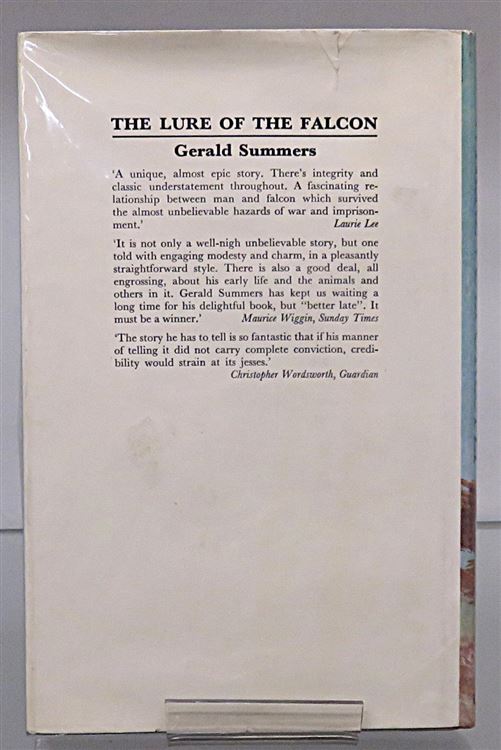 THE LURE OF THE FALCON
Gerald Summers
'A unique, almost epic story. There's integrity and
classic understatement throughout. A fascinating re-
lationship between man and falcon which survived
the almost unbelievable hazards of war and imprison-
ment.' Laurie Lee
'It is not only a well-nigh unbelievable story, but one
told with engaging modesty and charm, in a pleasantly
straightforward style. There is also a good deal, all
engrossing, about his early life and the animals and
others in it. Gerald Summers has kept us waiting a
long time for his delightful book, but "better late". It
must be a winner.' Maurice Wiggin, Sunday Times
'The story he has to tell is so fantastic that if his manner
of telling it did not carry complete conviction, credi-
bility would strain at its jesses.'
Christopher Wordsworth, Guardian